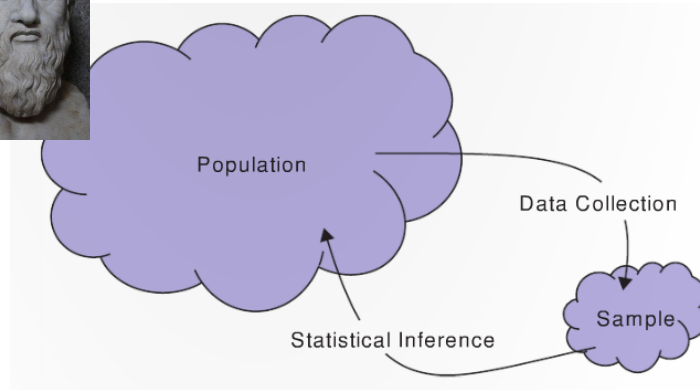 Population
Data Collection
Sample
Statistical Inference